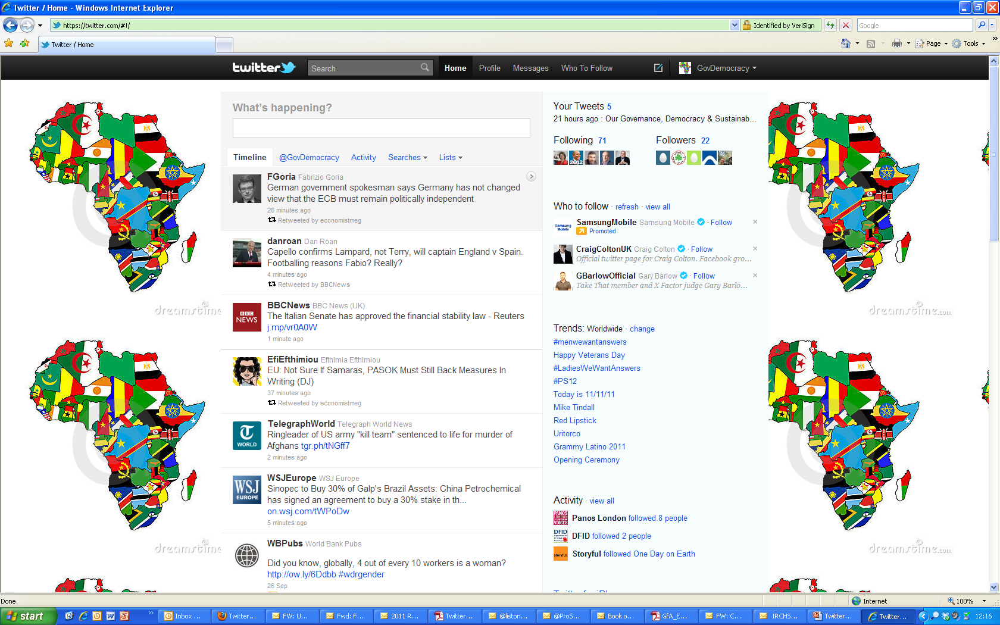 Twitter / Home - Windows Internet Explorer
https://twitter.com/#!/
Identified by VeriSign
Google
Twitter / Home
Page
Tools
twitter
Search
Home
Profile
Messages
Who To Follow
GovDemocracy
What's happening?
Timeline
@GovDemocracy
Activity
Searches
Lists
FGoria Fabrizio Goria
German government spokesman says Germany has not changed
view that the ECB must remain politically independent
26 minutes ago
Retweeted by economistmeg
danroan Dan Roan
Capello confirms Lampard, not Terry, will captain England v Spain.
Footballing reasons Fabio? Really?
4 minutes ago
Retweeted by BBCNews
BBC
NEWS
BBCNews BBC News (UK)
The Italian Senate has approved the financial stability law - Reuters
j.mp/vr0A0W
1 minute ago
EfiEfthimiou Efthimia Efthimiou
EU: Not Sure If Samaras, PASOK Must Still Back Measures In
Writing (DJ)
37 minutes ago
Retweeted by economistmeg
T
WORLD
TelegraphWorld Telegraph World News
Ringleader of US army "kill team" sentenced to life for murder of
Afghans tgr.ph/tNGff7
2 minutes ago
WSJ
EUROPE
WSJEurope WSJ Europe
Sinopec to Buy 30% of Galp's Brazil Assets: China Petrochemical
has signed an agreement to buy a 30% stake in th...
on.wsj.com/tWPoDw
5 minutes ago
WBPubs World Bank Pubs
Did you know, globally, 4 out of every 10 workers is a woman?
http://ow.ly/6Ddbb #wdrgender
26 Sep
Your Tweets 5
21 hours ago : Our Governance, Democracy & Sustainab...
Following 71
Followers 22
2012
Who to follow · refresh · view all
Samsung
Mobile
SamsungMobile Samsung Mobile · Follow
Promoted
CraigColtonUK Craig Colton · Follow
Official twitter page for Craig Colton. Facebook gro...
GBarlowOfficial Gary Barlow · Follow
Take That member and X Factor judge Gary Barlo...
Trends: Worldwide · change
#menwewantanswers
Happy Veterans Day
#LadiesWeWantAnswers
#PS12
Today is 11/11/11
Mike Tindall
Red Lipstick
Uritorco
Grammy Latino 2011
Opening Ceremony
Activity · view all
PANOS
LONDON
VOICES
Panos London followed 8 people
DFID
DFID followed 2 people
storyful
Storyful followed One Day on Earth
dreamstime
dreamstime.com
dreamstime
dreamstime.com
Done
Internet
100%
start
Inbox ...
Twitter...
FW: U...
Fwd: F...
2011 R...
Twitter...
@liston...
@ProS...
Book o...
GfA_E...
FW: C...
IRCHS...
Twitter...
Twitter...
12:16